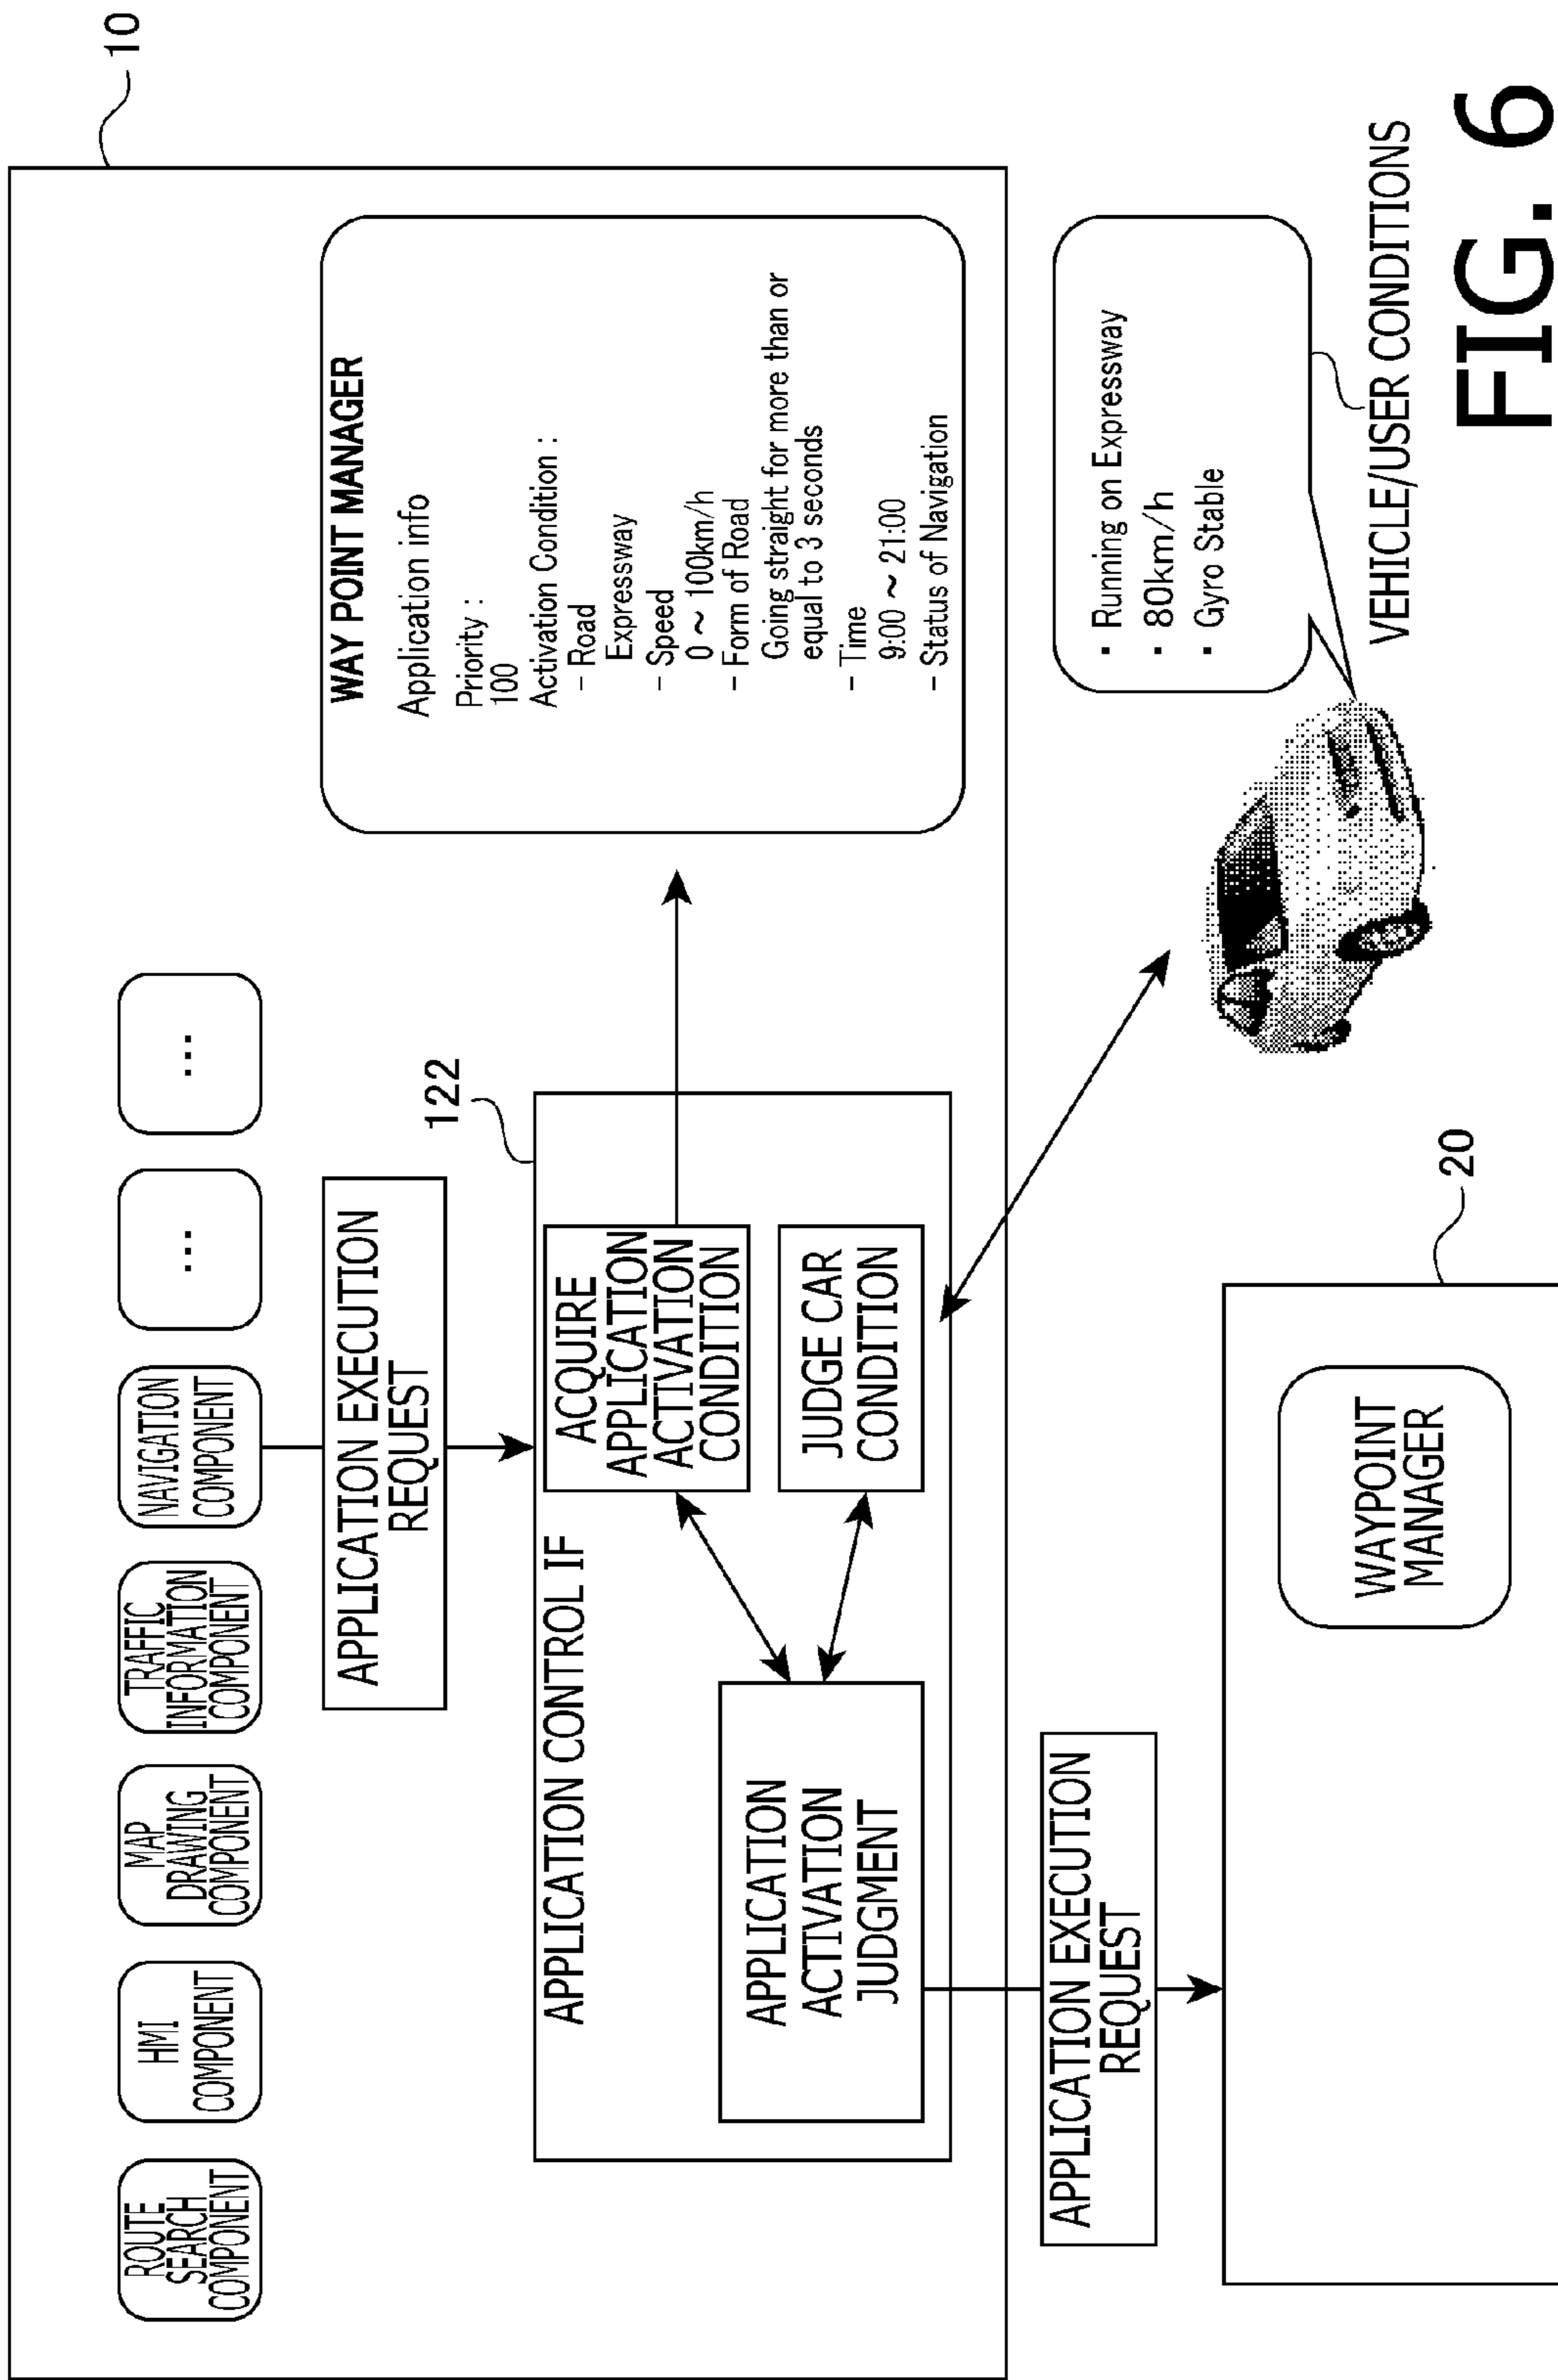 10
ROUTE
SEARCH
COMPONENT
HMI
COMPONENT
MAP
DRAWING
COMPONENT
TRAFFIC
INFORMATION
COMPONENT
NAVIGATION
COMPONENT
...
...
APPLICATION EXECUTION
REQUEST
122
APPLICATION CONTROL IF
ACQUIRE
APPLICATION
ACTIVATION
CONDITION
JUDGE CAR
CONDITION
APPLICATION
ACTIVATION
JUDGMENT
WAY POINT MANAGER
Application info
Priority :
100
Activation Condition :
- Road
Expressway
- Speed
0 ~ 100km/h
- Form of Road
Going straight for more than or
equal to 3 seconds
- Time
9:00 ~ 21:00
- Status of Navigation
APPLICATION EXECUTION
REQUEST
20
WAYPOINT
MANAGER
· Running on Expressway
· 80km/h
· Gyro Stable
VEHICLE/USER CONDITIONS
FIG. 6